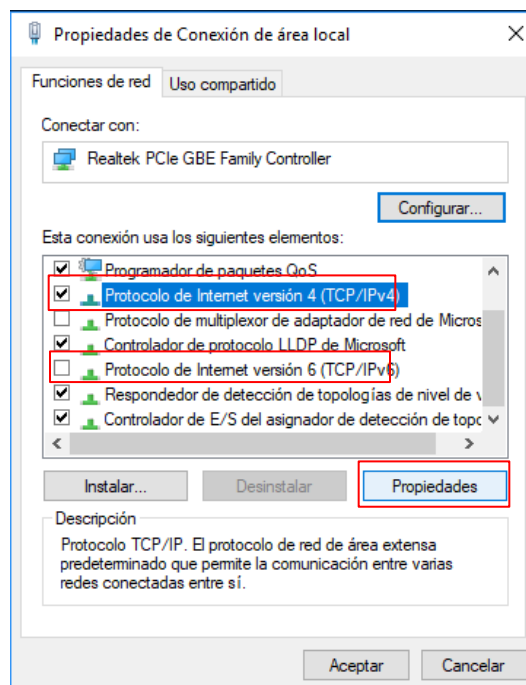 Propiedades de Conexión de área local
Funciones de red
Uso compartido
Conectar con:
Realtek PCIe GBE Family Controller
Configurar...
Esta conexión usa los siguientes elementos:
Programador de paquetes QoS
Protocolo de Internet versión 4 (TCP/IPv4)
Protocolo de multiplexor de adaptador de red de Micros
Controlador de protocolo LLDP de Microsoft
Protocolo de Internet versión 6 (TCP/IPv6)
Respondedor de detección de topologías de nivel de v
Controlador de E/S del asignador de detección de topc
Instalar...
Desinstalar
Propiedades
Descripción
Protocolo TCP/IP. El protocolo de red de área extensa
predeterminado que permite la comunicación entre varias
redes conectadas entre sí.
Aceptar
Cancelar